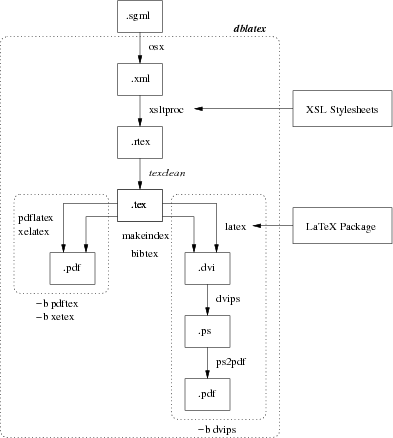 .sgml
dblatex
osx
.xml
xsltproc
XSL Stylesheets
.rtex
texclean
.tex
pdflatex
xelatex
makeindex
bibtex
latex
LaTeX Package
.pdf
.dvi
−b pdftex
−b xetex
dvips
.ps
ps2pdf
.pdf
−b dvips